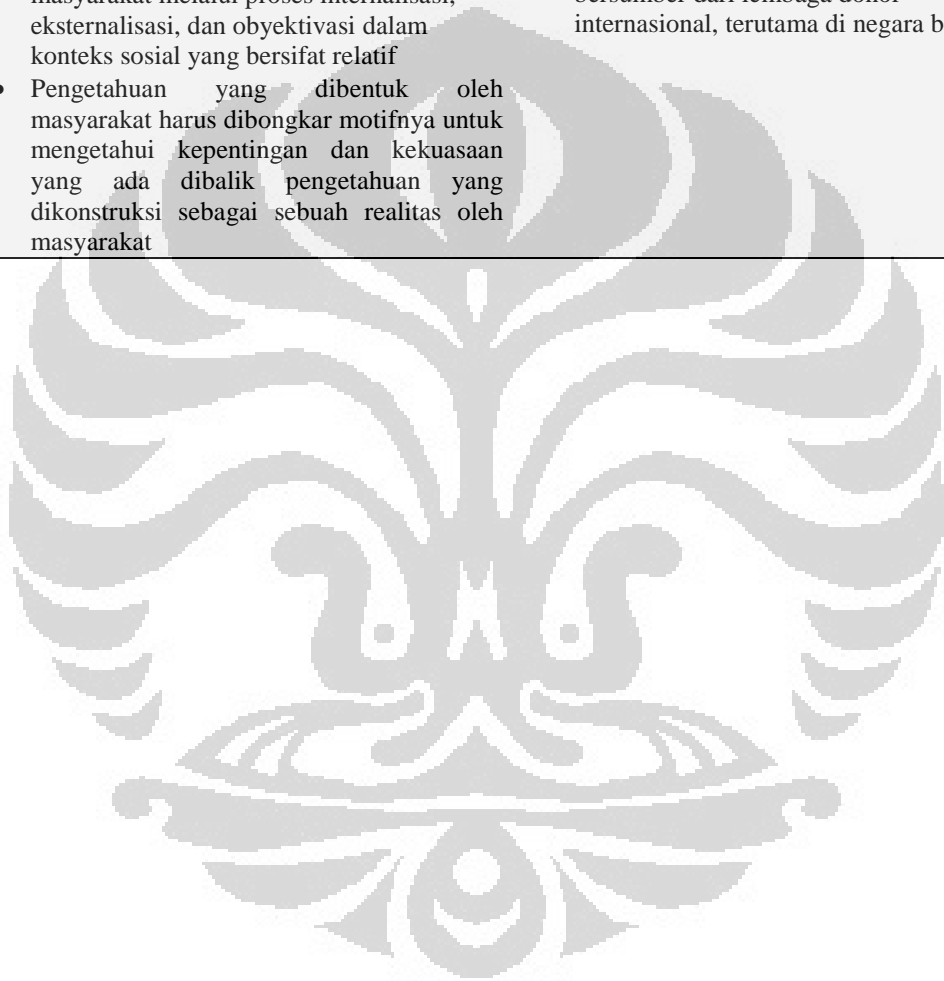 eksternalisasi, dan obyektivasi dalam
konteks sosial yang bersifat relatif
• Pengetahuan yang dibentuk oleh
masyarakat harus dibongkar motifnya untuk
mengetahui kepentingan dan kekuasaan
yang ada dibalik pengetahuan yang
dikonstruksi sebagai sebuah realitas oleh
masyarakat
internasional, terutama di negara b